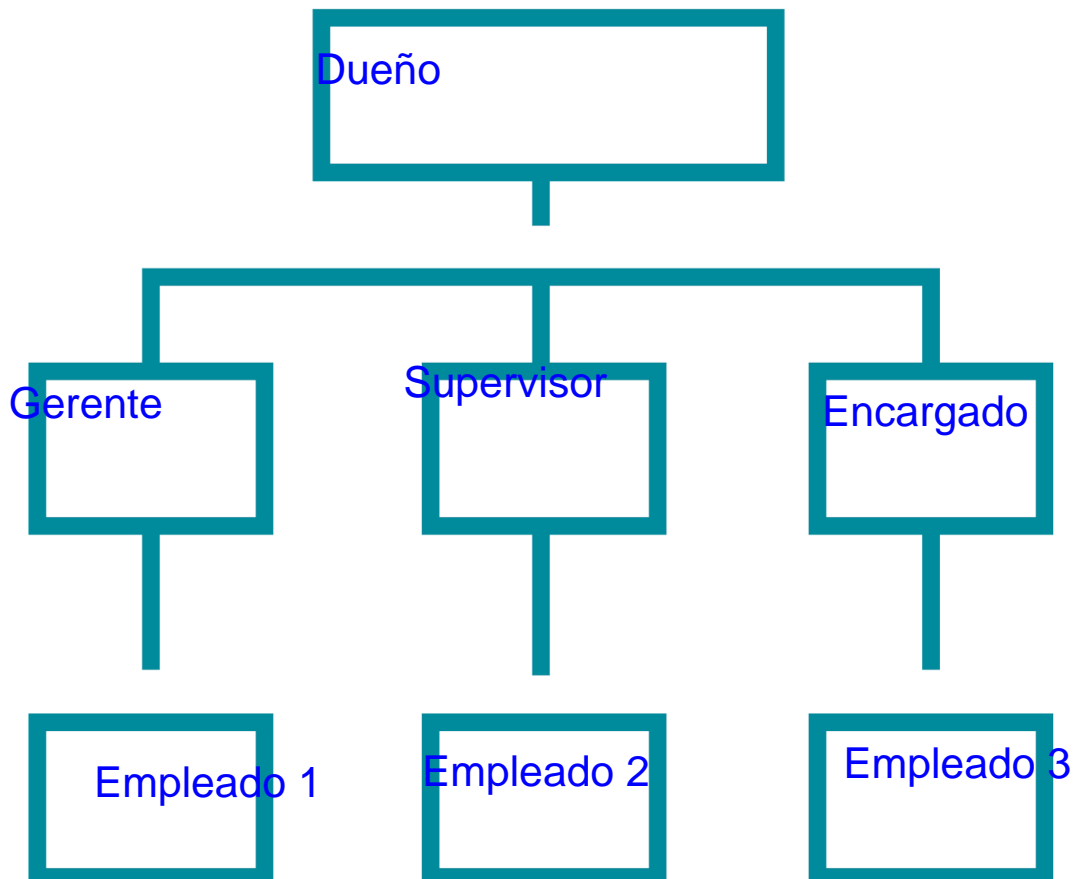 Dueño
Gerente
Supervisor
Encargado
Empleado 1
Empleado 2
Empleado 3